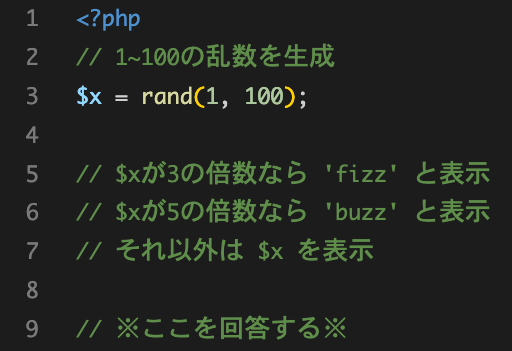 1 <?php
2 // 1~100の乱数を生成
3 $x = rand(1, 100);
4
5 // $xが3の倍数なら 'fizz' と表示
6 // $xが5の倍数なら 'buzz' と表示
7 // それ以外は $x を表示
8
9 // ※ここを回答する※